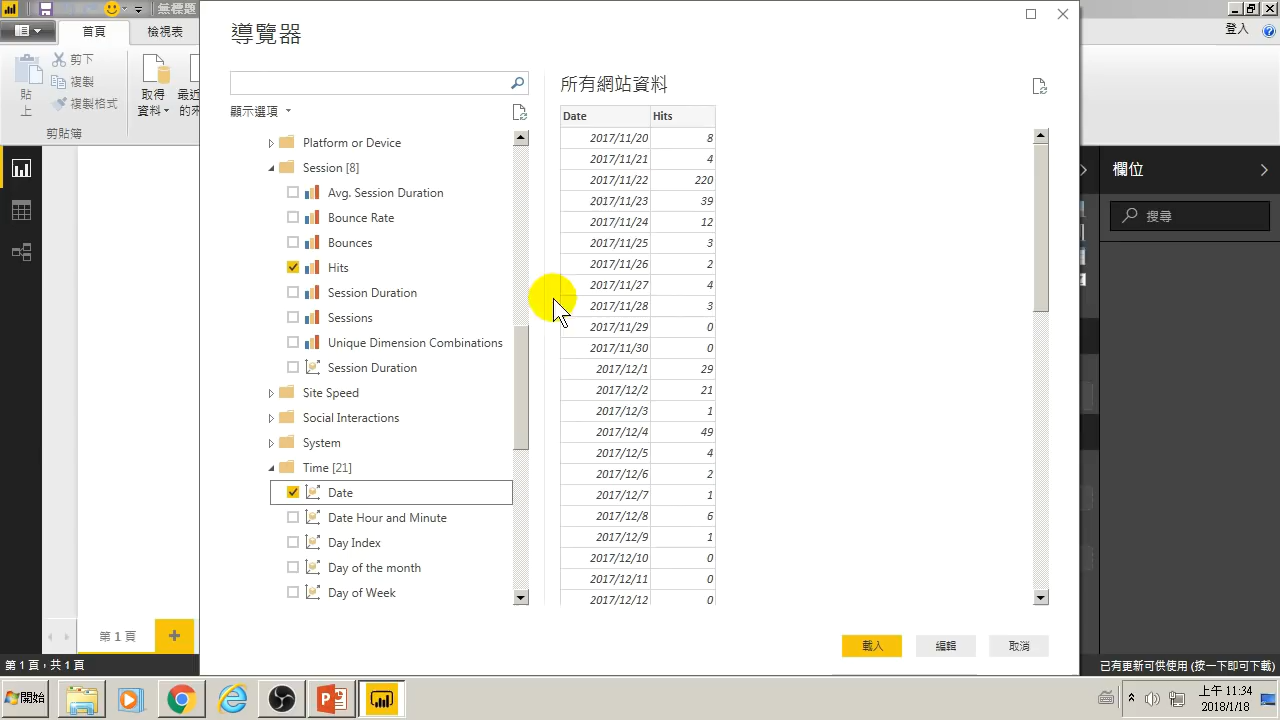 無標題
登入
首頁
檢視表
貼上
剪下
複製
複製格式
剪貼簿
取得
資料
最近
的來
導覽器
顯示選項
Platform or Device
Session [8]
Avg. Session Duration
Bounce Rate
Bounces
Hits
Session Duration
Sessions
Unique Dimension Combinations
Session Duration
Site Speed
Social Interactions
System
Time [21]
Date
Date Hour and Minute
Day Index
Day of the month
Day of Week
所有網站資料
Date Hits
2017/11/20 8
2017/11/21 4
2017/11/22 220
2017/11/23 39
2017/11/24 12
2017/11/25 3
2017/11/26 2
2017/11/27 4
2017/11/28 3
2017/11/29 0
2017/11/30 0
2017/12/1 29
2017/12/2 21
2017/12/3 1
2017/12/4 49
2017/12/5 4
2017/12/6 2
2017/12/7 1
2017/12/8 6
2017/12/9 1
2017/12/10 0
2017/12/11 0
2017/12/12 0
載入 編輯 取消
欄位
搜尋
第 1 頁
第 1 頁，共 1 頁
已有更新可供使用 (按一下即可下載)
開始
上午 11:34
2018/1/18